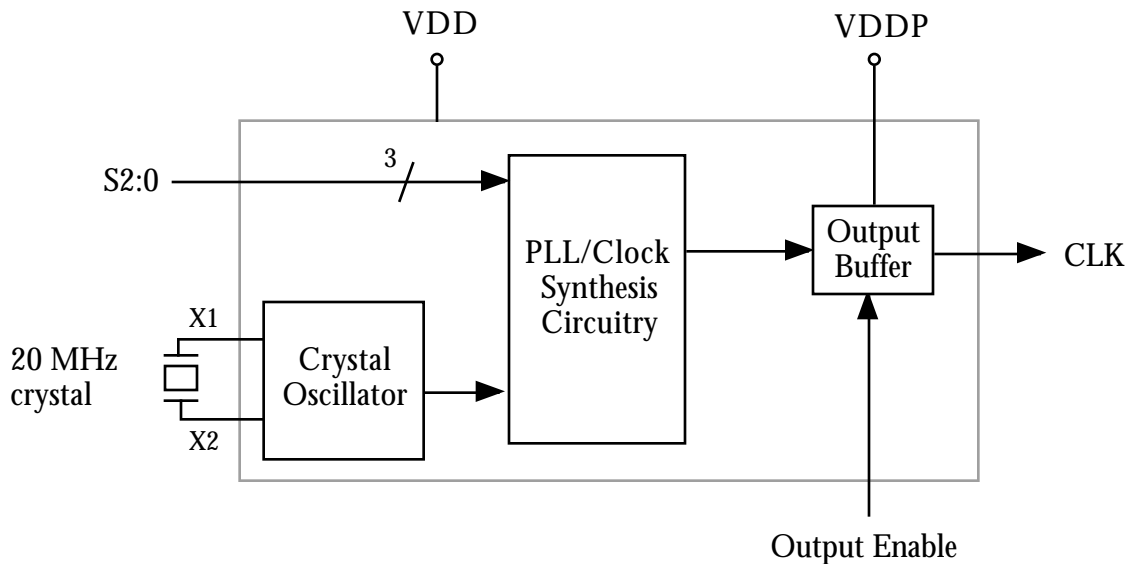 VDD
VDDP
S2:0
3
PLL/Clock
Synthesis
Circuitry
Output
Buffer
CLK
X1
20 MHz
crystal
X2
Crystal
Oscillator
Output Enable